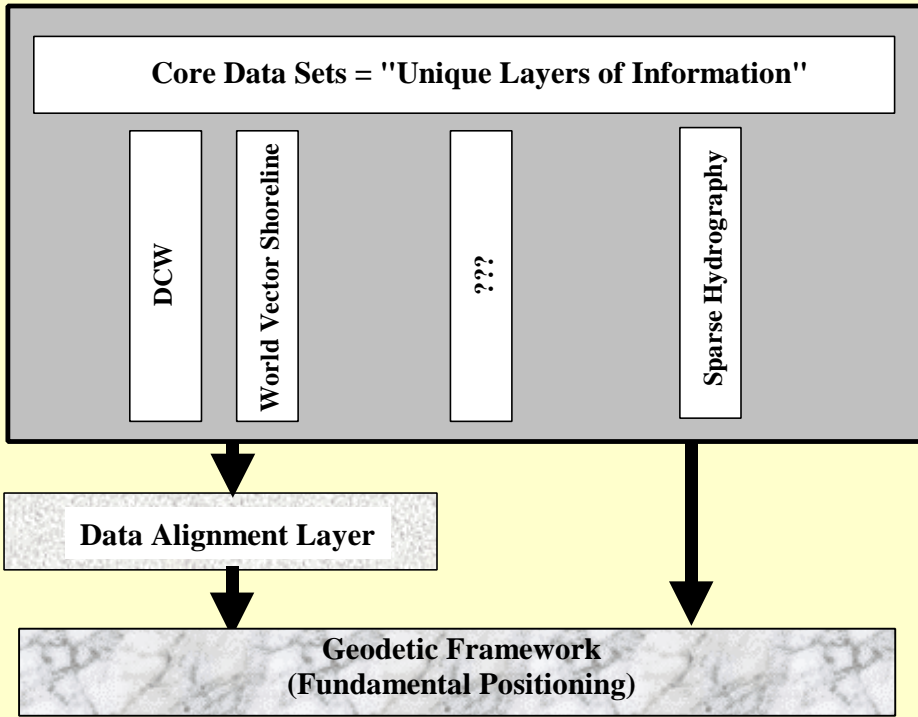 Core Data Sets = "Unique Layers of Information"
DCW
World Vector Shoreline
???
Sparse Hydrography
Data Alignment Layer
Geodetic Framework
(Fundamental Positioning)